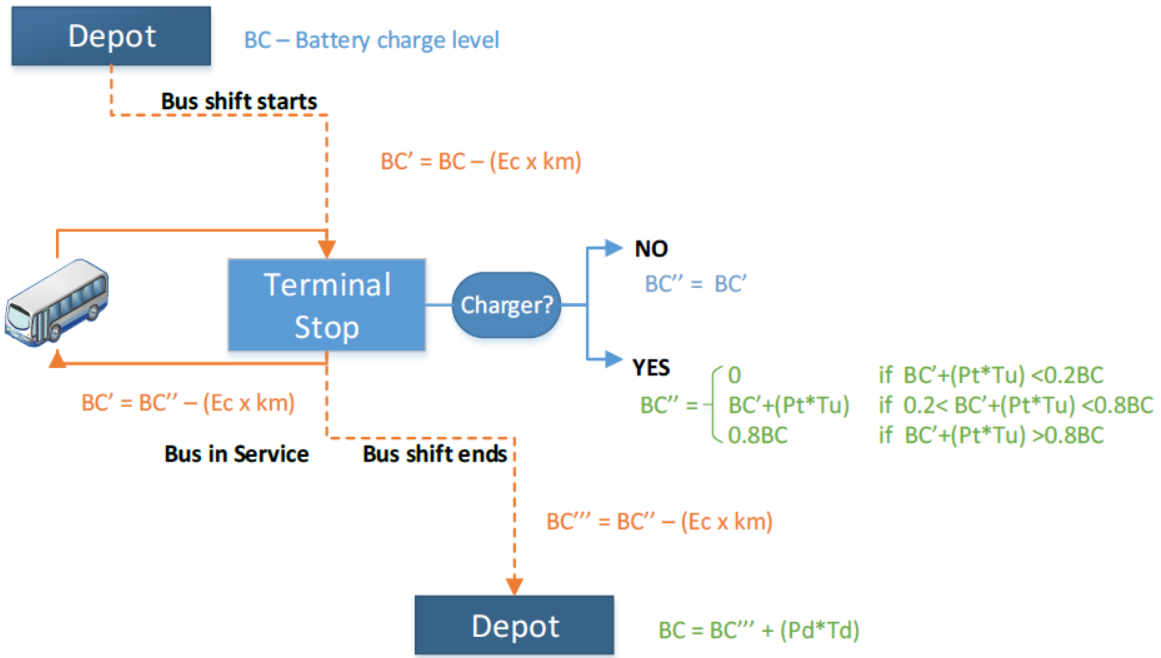 Depot
BC – Battery charge level
Bus shift starts
BC’ = BC – (Ec x km)
Terminal
Stop
Charger?
NO
BC’’ = BC’
YES
BC’’ =
0 if BC’+(Pt*Tu) <0.2BC
BC’+(Pt*Tu) if 0.2< BC’+(Pt*Tu) <0.8BC
0.8BC if BC’+(Pt*Tu) >0.8BC
BC’ = BC’’ – (Ec x km)
Bus in Service
Bus shift ends
BC’’’ = BC’’ – (Ec x km)
Depot
BC = BC’’’ + (Pd*Td)